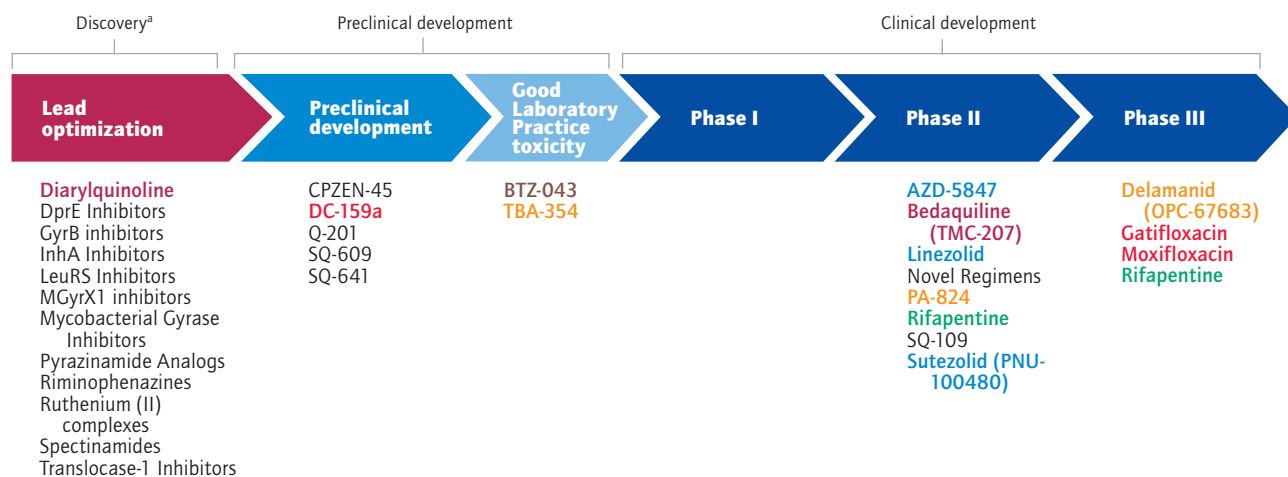 Discoveryᵃ
Preclinical development
Clinical development
Lead
optimization
Preclinical
development
Good
Laboratory
Practice
toxicity
Phase I
Phase II
Phase III
Diarylquinoline
DprE Inhibitors
GyrB inhibitors
InhA Inhibitors
LeuRS Inhibitors
MGyrX1 inhibitors
Mycobacterial Gyrase
Inhibitors
Pyrazinamide Analogs
Riminophenazines
Ruthenium (II)
complexes
Spectinamides
Translocase-1 Inhibitors
CPZEN-45
DC-159a
Q-201
SQ-609
SQ-641
BTZ-043
TBA-354
AZD-5847
Bedaquiline
(TMC-207)
Linezolid
Novel Regimens
PA-824
Rifapentine
SQ-109
Sutezolid (PNU-
100480)
Delamanid
(OPC-67683)
Gatifloxacin
Moxifloxacin
Rifapentine